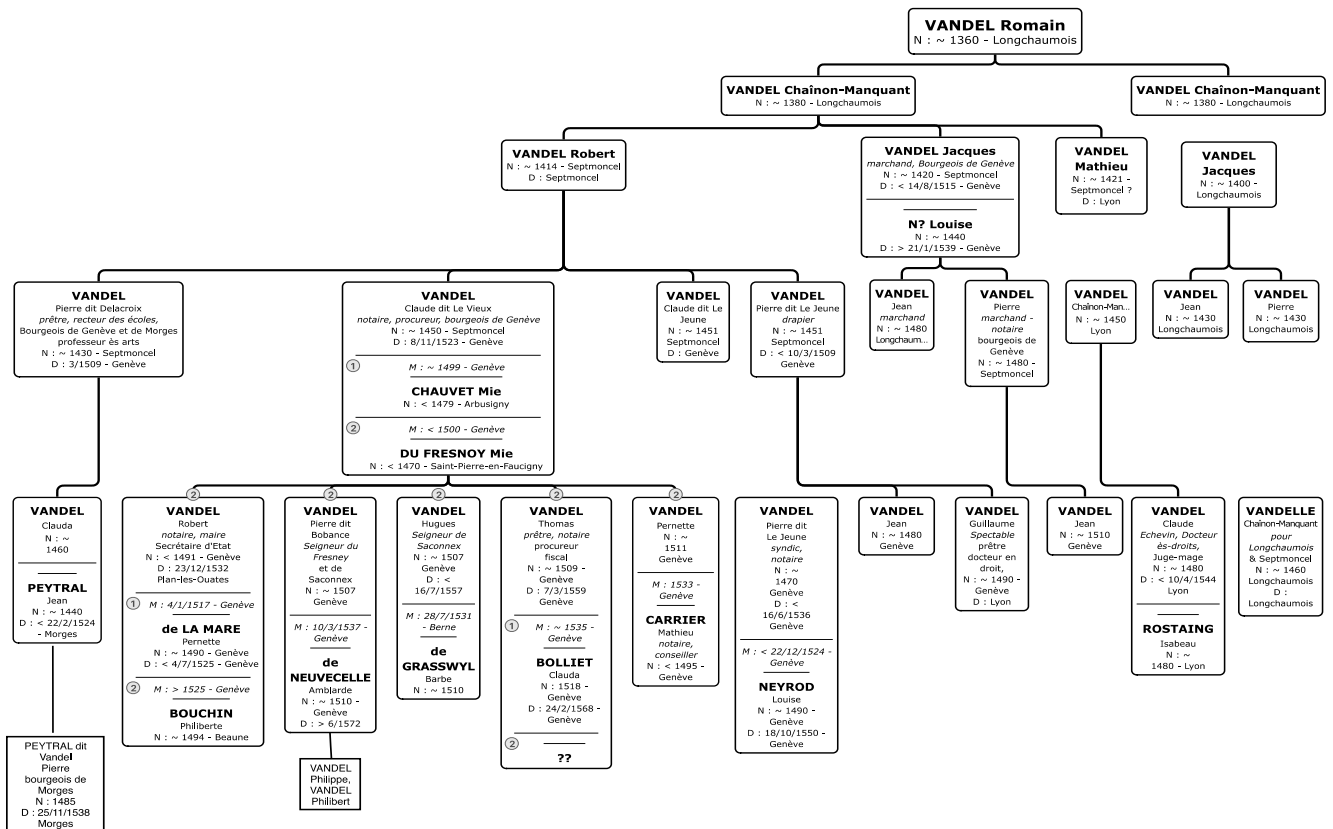 VANDEL Romain
N : ~ 1360 - Longchaumois
VANDEL Chaînon-Manquant
N : ~ 1380 - Longchaumois
VANDEL Chaînon-Manquant
N : ~ 1380 - Longchaumois
VANDEL Robert
N : ~ 1414 - Septmoncel
D : Septmoncel
VANDEL Jacques
marchand, Bourgeois de Genève
N : ~ 1420 - Septmoncel
D : < 14/8/1515 - Genève
N? Louise
N : ~ 1440
D : > 21/1/1539 - Genève
VANDEL
Mathieu
N : ~ 1421 -
Septmoncel ?
D : Lyon
VANDEL
Jacques
N : ~ 1400 -
Longchaumois
VANDEL
Pierre dit Delacroix
prêtre, recteur des écoles,
Bourgeois de Genève et de Morges
professeur ès arts
N : ~ 1430 - Septmoncel
D : 3/1509 - Genève
VANDEL
Claude dit Le Vieux
notaire, procureur, bourgeois de Genève
N : ~ 1450 - Septmoncel
D : 8/11/1523 - Genève
1
M : ~ 1499 - Genève
CHAUVET Mie
N : < 1479 - Arbusigny
2
M : < 1500 - Genève
DU FRESNOY Mie
N : < 1470 - Saint-Pierre-en-Faucigny
VANDEL
Claude dit Le
Jeune
N : ~ 1451
Septmoncel
D : Genève
VANDEL
Pierre dit Le Jeune
drapier
N : ~ 1451
Septmoncel
D : < 10/3/1509
Genève
VANDEL
Jean
marchand
N : ~ 1480
Longchaum...
VANDEL
Pierre
marchand -
notaire
bourgeois de
Genève
N : ~ 1480 -
Septmoncel
VANDEL
Chaînon-Man...
N : ~ 1450
Lyon
VANDEL
Jean
N : ~ 1430
Longchaumois
VANDEL
Pierre
N : ~ 1430
Longchaumois
VANDEL
Clauda
N : ~
1460
PEYTRAL
Jean
N : ~ 1440
D : < 22/2/1524
- Morges
2
VANDEL
Robert
notaire, maire
Secrétaire d'Etat
N : < 1491 - Genève
D : 23/12/1532
Plan-les-Ouates
1
M : 4/1/1517 - Genève
de LA MARE
Pernette
N : ~ 1490 - Genève
D : < 4/7/1525 - Genève
2
M : > 1525 - Genève
BOUCHIN
Philiberte
N : ~ 1494 - Beaune
2
VANDEL
Pierre dit
Bobance
Seigneur du
Fresney
et de
Saconnex
N : ~ 1507
Genève
M : 10/3/1537 -
Genève
de
NEUVECELLE
Amblarde
N : ~ 1510 -
Genève
D : > 6/1572
2
VANDEL
Hugues
Seigneur de
Saconnex
N : ~ 1507
Genève
D : <
16/7/1557
M : 28/7/1531
- Berne
de
GRASSWYL
Barbe
N : ~ 1510
2
VANDEL
Thomas
prêtre, notaire
procureur
fiscal
N : ~ 1509 -
Genève
D : 7/3/1559
Genève
1
M : ~ 1535 -
Genève
BOLLIET
Clauda
N : 1518 -
Genève
D : 24/2/1568 -
Genève
2
??
2
VANDEL
Pernette
N : ~
1511
Genève
M : 1533 -
Genève
CARRIER
Mathieu
notaire,
conseiller
N : < 1495 -
Genève
VANDEL
Pierre dit
Le Jeune
syndic,
notaire
N : ~
1470
Genève
D : <
16/6/1536
Genève
M : < 22/12/1524 -
Genève
NEYROD
Louise
N : ~ 1490 -
Genève
D : 18/10/1550 -
Genève
VANDEL
Jean
N : ~ 1480
Genève
VANDEL
Guillaume
Spectable
prêtre
docteur en
droit,
N : ~ 1490 -
Genève
D : Lyon
VANDEL
Jean
N : ~ 1510
Genève
VANDEL
Claude
Echevin, Docteur
ès-droits,
Juge-mage
N : ~ 1480
D : < 10/4/1544
Lyon
ROSTAING
Isabeau
N : ~
1480 - Lyon
VANDELLE
Chaînon-Manquant
pour
Longchaumois
& Septmoncel
N : ~ 1460
Longchaumois
D :
Longchaumois
PEYTRAL dit
Vandel
Pierre
bourgeois de
Morges
N : 1485
D : 25/11/1538
Morges
VANDEL
Philippe,
VANDEL
Philibert